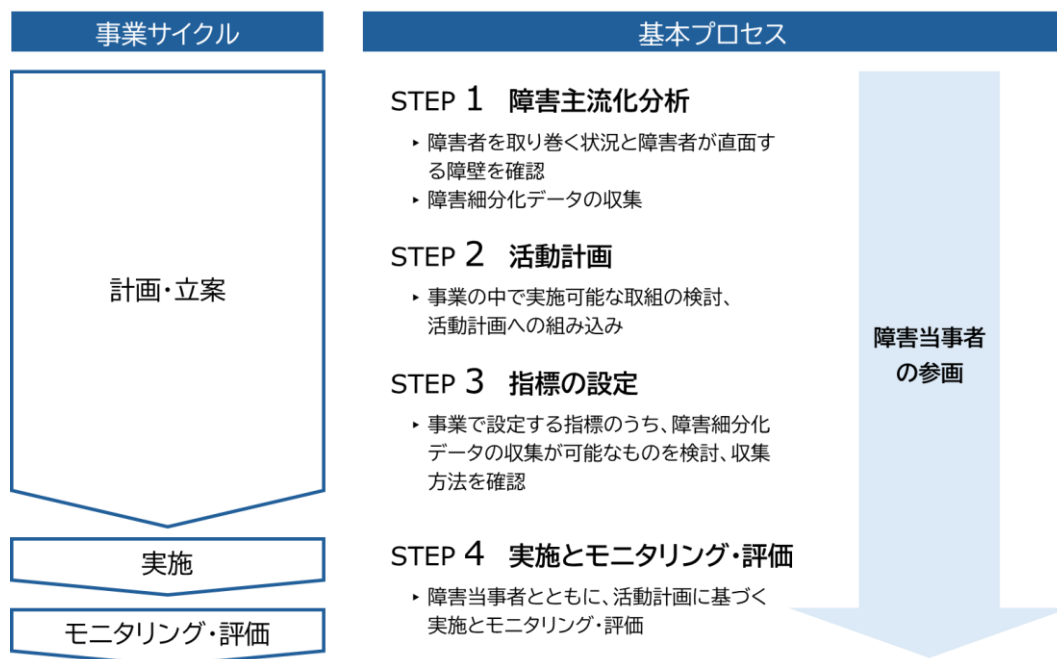 事業サイクル
基本プロセス
計画・立案
実施
モニタリング・評価
STEP 1 障害主流化分析
‣ 障害者を取り巻く状況と障害者が直面す
る障壁を確認
‣ 障害細分化データの収集
STEP 2 活動計画
‣ 事業の中で実施可能な取組の検討、
活動計画への組み込み
STEP 3 指標の設定
‣ 事業で設定する指標のうち、障害細分化
データの収集が可能なものを検討、収集
方法を確認
STEP 4 実施とモニタリング・評価
‣ 障害当事者とともに、活動計画に基づく
実施とモニタリング・評価
障害当事者
の参画